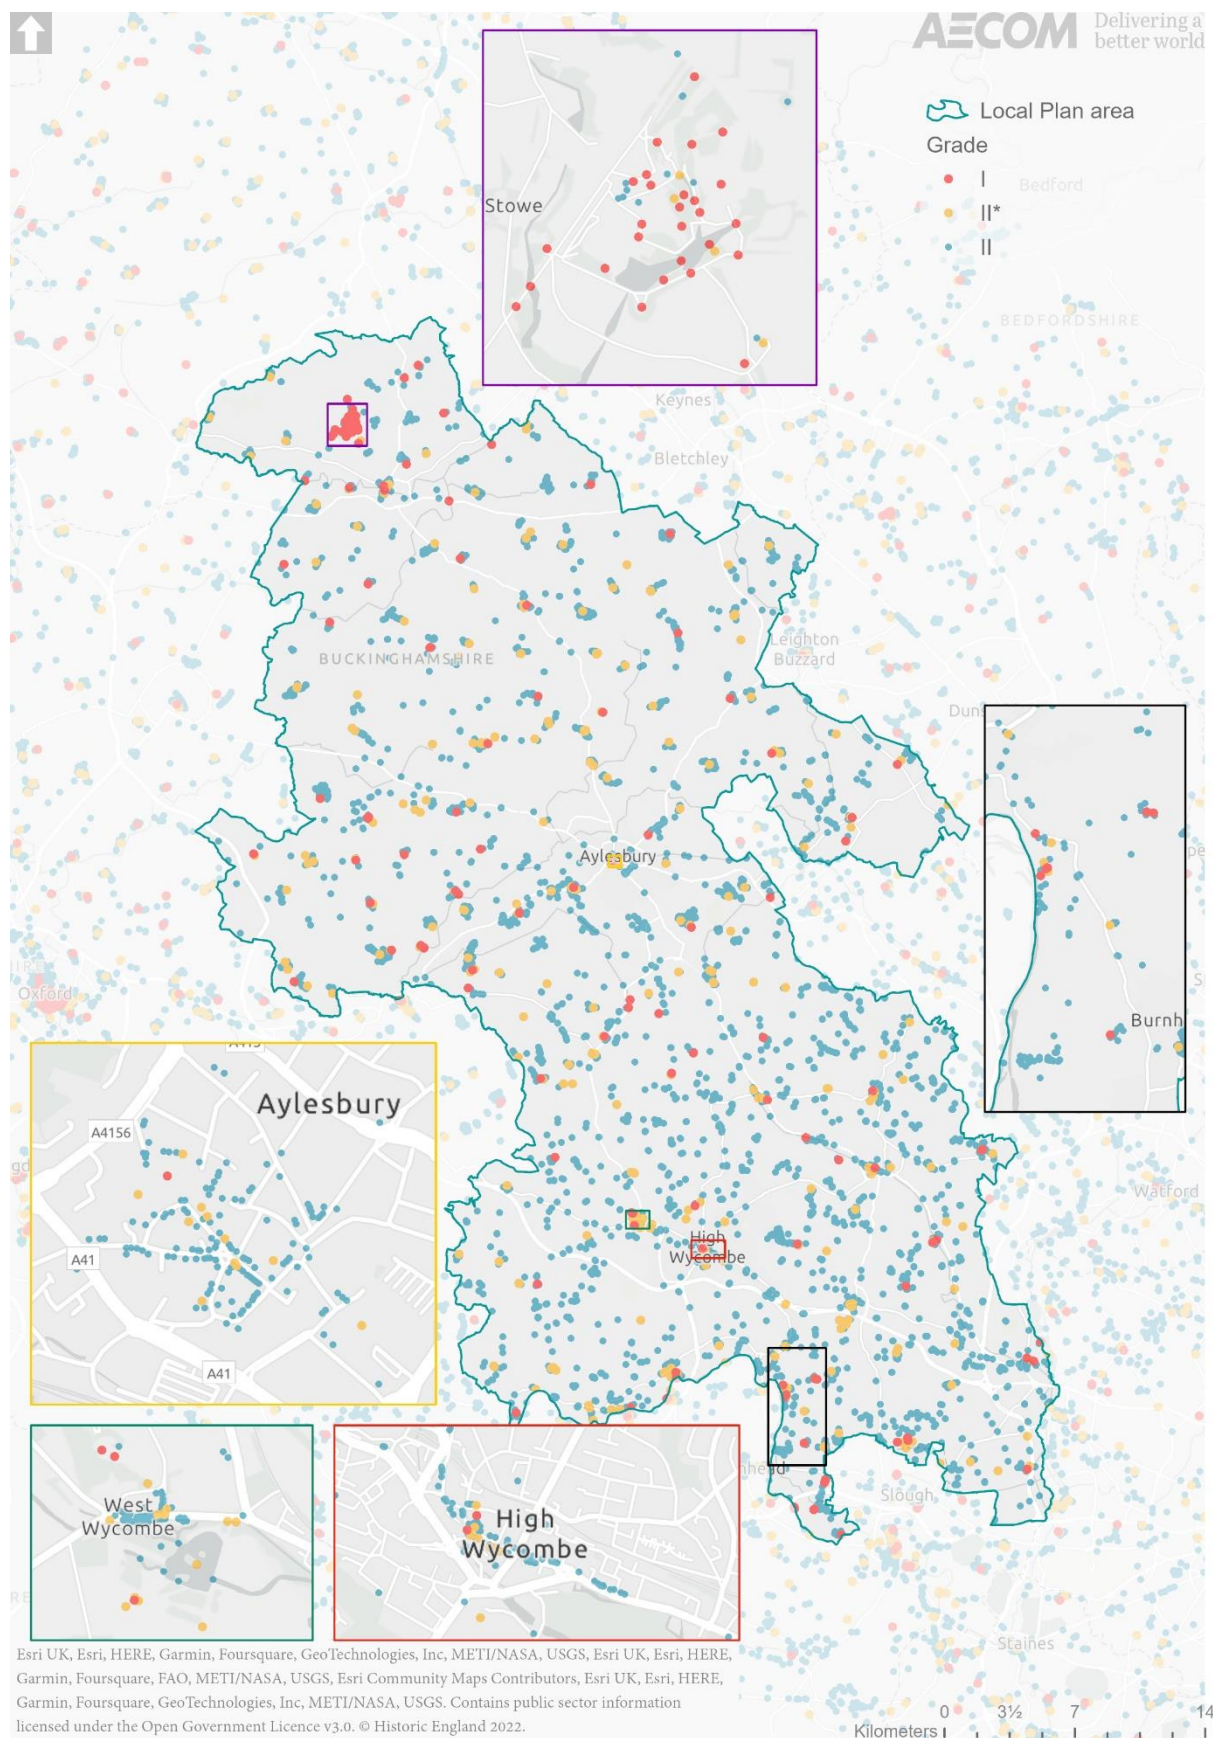 AECOM
Delivering a
better world
Local Plan area
Grade
I
II*
II
Bedford
Stowe
BEDFORDSHIRE
Keynes
Bletchley
BUCKINGHAMSHIRE
Leighton
Buzzard
Aylesbury
Oxford
Burnh
Aylesbury
A4156
A41
A41
Watford
High
Wycombe
Slough
West
Wycombe
High
Wycombe
Staines
Esri UK, Esri, HERE, Garmin, Foursquare, GeoTechnologies, Inc, METI/NASA, USGS, Esri UK, Esri, HERE,
Garmin, Foursquare, FAO, METI/NASA, USGS, Esri Community Maps Contributors, Esri UK, Esri, HERE,
Garmin, Foursquare, GeoTechnologies, Inc, METI/NASA, USGS. Contains public sector information
licensed under the Open Government Licence v3.0. © Historic England 2022.
0 3½ 7 14
Kilometers